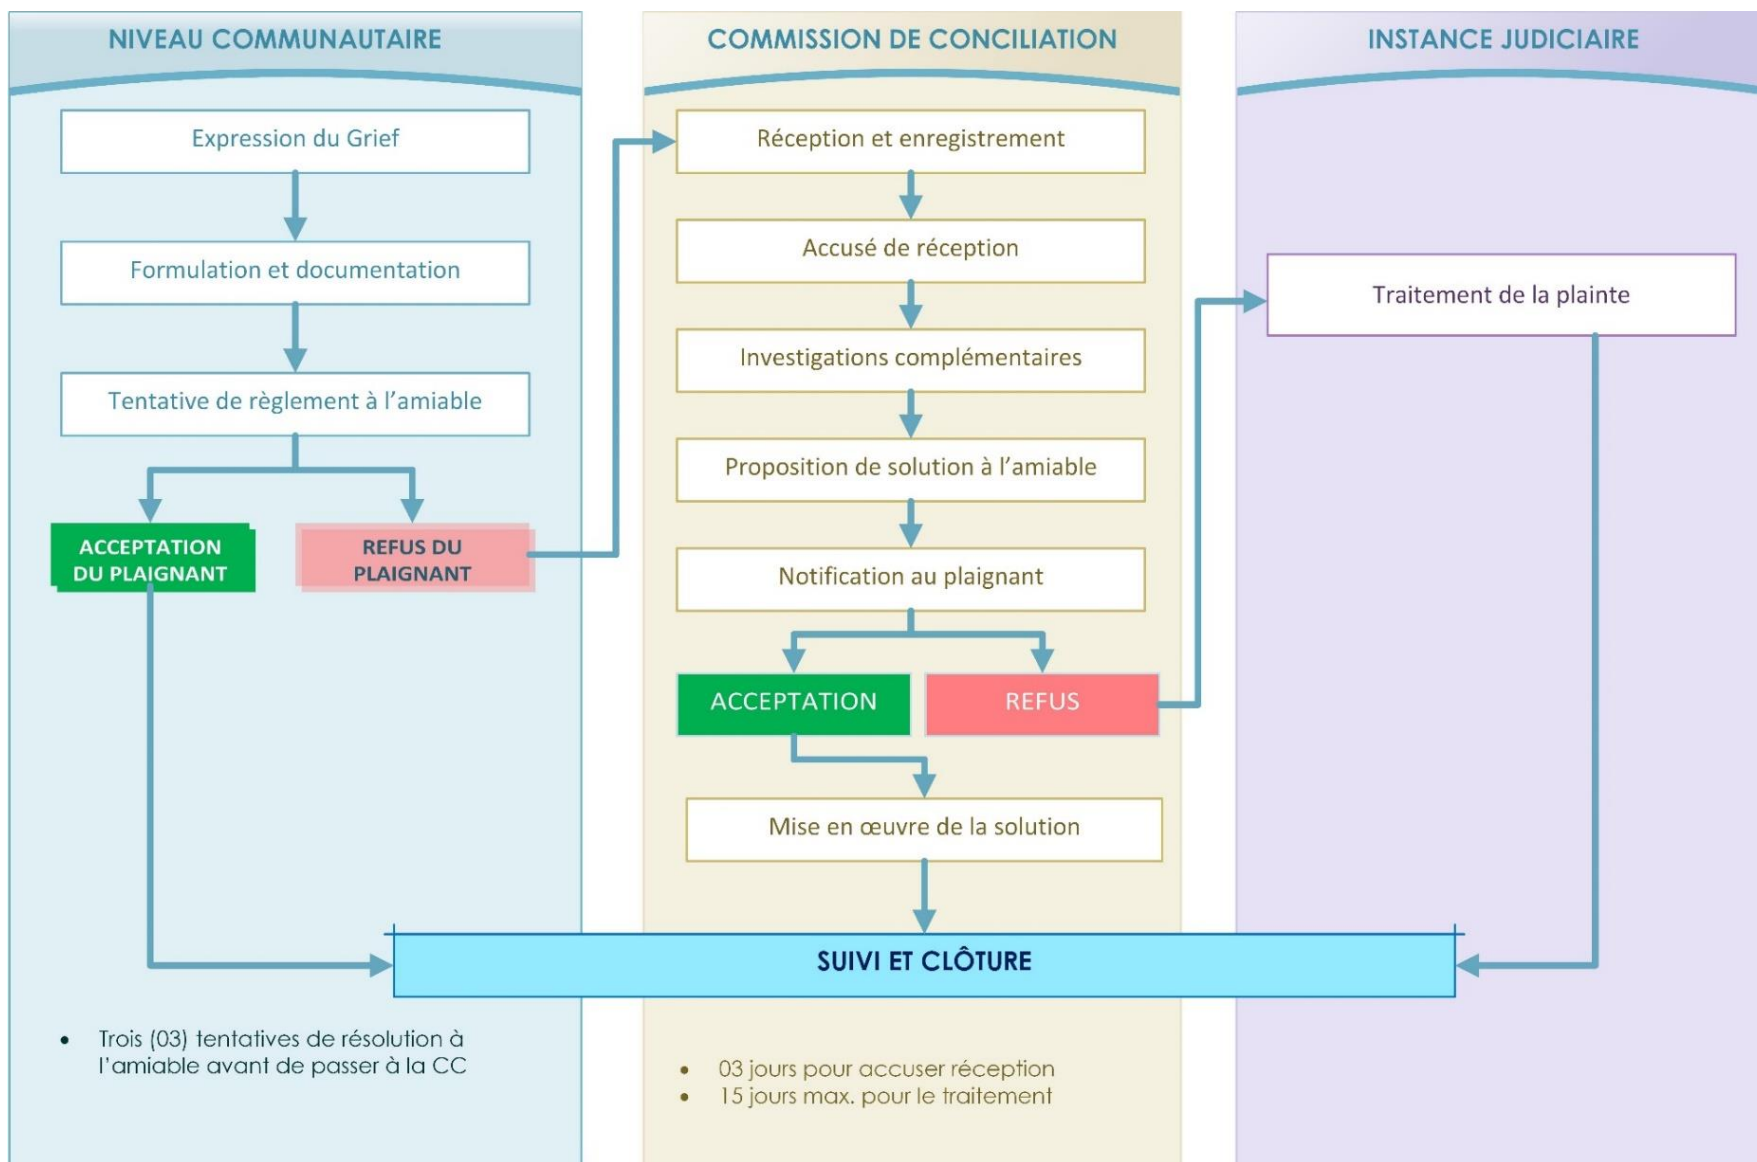 NIVEAU COMMUNAUTAIRE
Expression du Grief
Formulation et documentation
Tentative de règlement à l’amiable
ACCEPTATION
DU PLAIGNANT
REFUS DU
PLAIGNANT
• Trois (03) tentatives de résolution à
l’amiable avant de passer à la CC
COMMISSION DE CONCILIATION
Réception et enregistrement
Accusé de réception
Investigations complémentaires
Proposition de solution à l’amiable
Notification au plaignant
ACCEPTATION
REFUS
Mise en œuvre de la solution
• 03 jours pour accuser réception
• 15 jours max. pour le traitement
INSTANCE JUDICIAIRE
Traitement de la plainte
SUIVI ET CLÔTURE